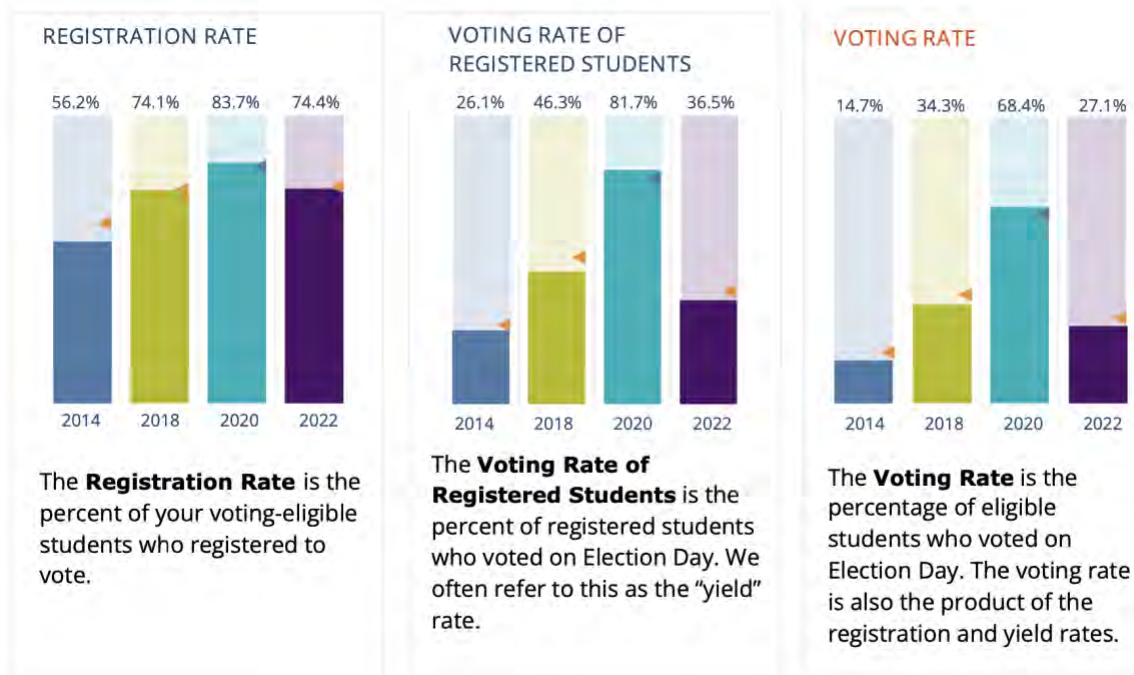 REGISTRATION RATE
56.2% 74.1% 83.7% 74.4%
2014 2018 2020 2022
The Registration Rate is the
percent of your voting-eligible
students who registered to
vote.
VOTING RATE OF
REGISTERED STUDENTS
26.1% 46.3% 81.7% 36.5%
2014 2018 2020 2022
The Voting Rate of
Registered Students is the
percent of registered students
who voted on Election Day. We
often refer to this as the “yield”
rate.
VOTING RATE
14.7% 34.3% 68.4% 27.1%
2014 2018 2020 2022
The Voting Rate is the
percentage of eligible
students who voted on
Election Day. The voting rate
is also the product of the
registration and yield rates.